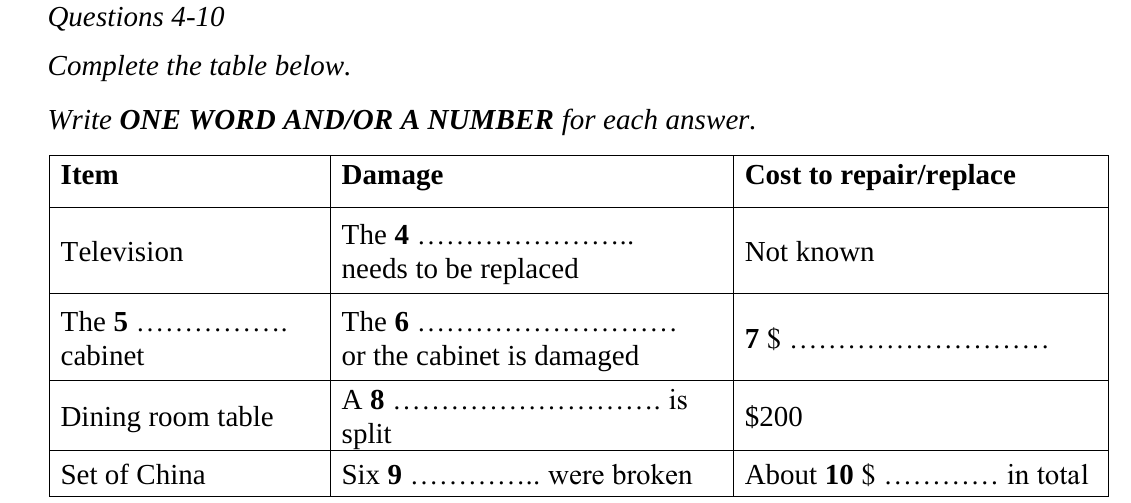 Questions 4-10
Complete the table below.
Write ONE WORD AND/OR A NUMBER for each answer.
Item Damage Cost to repair/replace
Television
The 4 …………………..
needs to be replaced
Not known
The 5 …………….
cabinet
The 6 ………………………
or the cabinet is damaged
7 $ ………………………
Dining room table
A 8 ………………………. is
split
$200
Set of China
Six 9 ………….. were broken
About 10 $ ………… in total